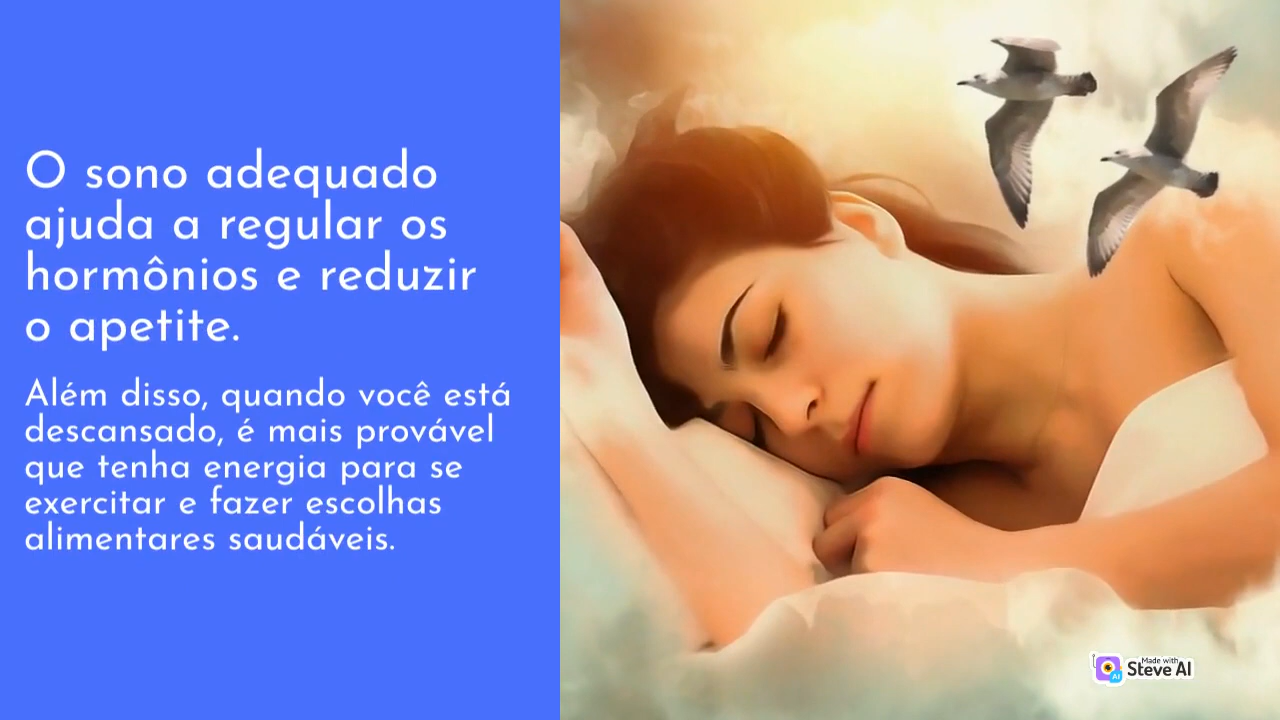 O sono adequado
ajuda a regular os
hormônios e reduzir
o apetite.
Além disso, quando você está
descansado, é mais provável
que tenha energia para se
exercitar e fazer escolhas
alimentares saudáveis.
Made with
Steve AI
AI